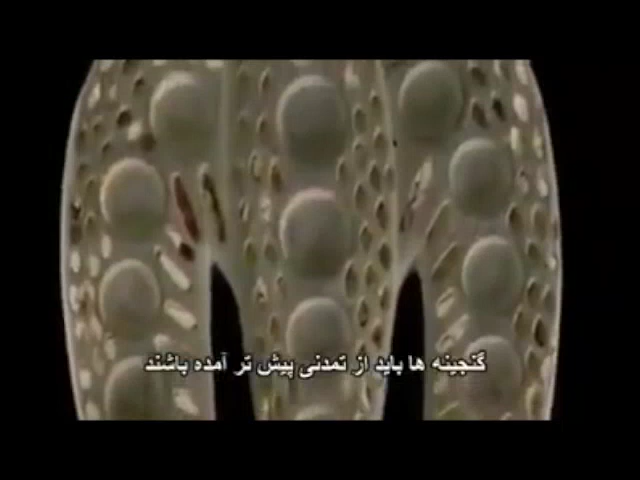 گنجینه ها باید از تمدنی پیش تر آمده باشند